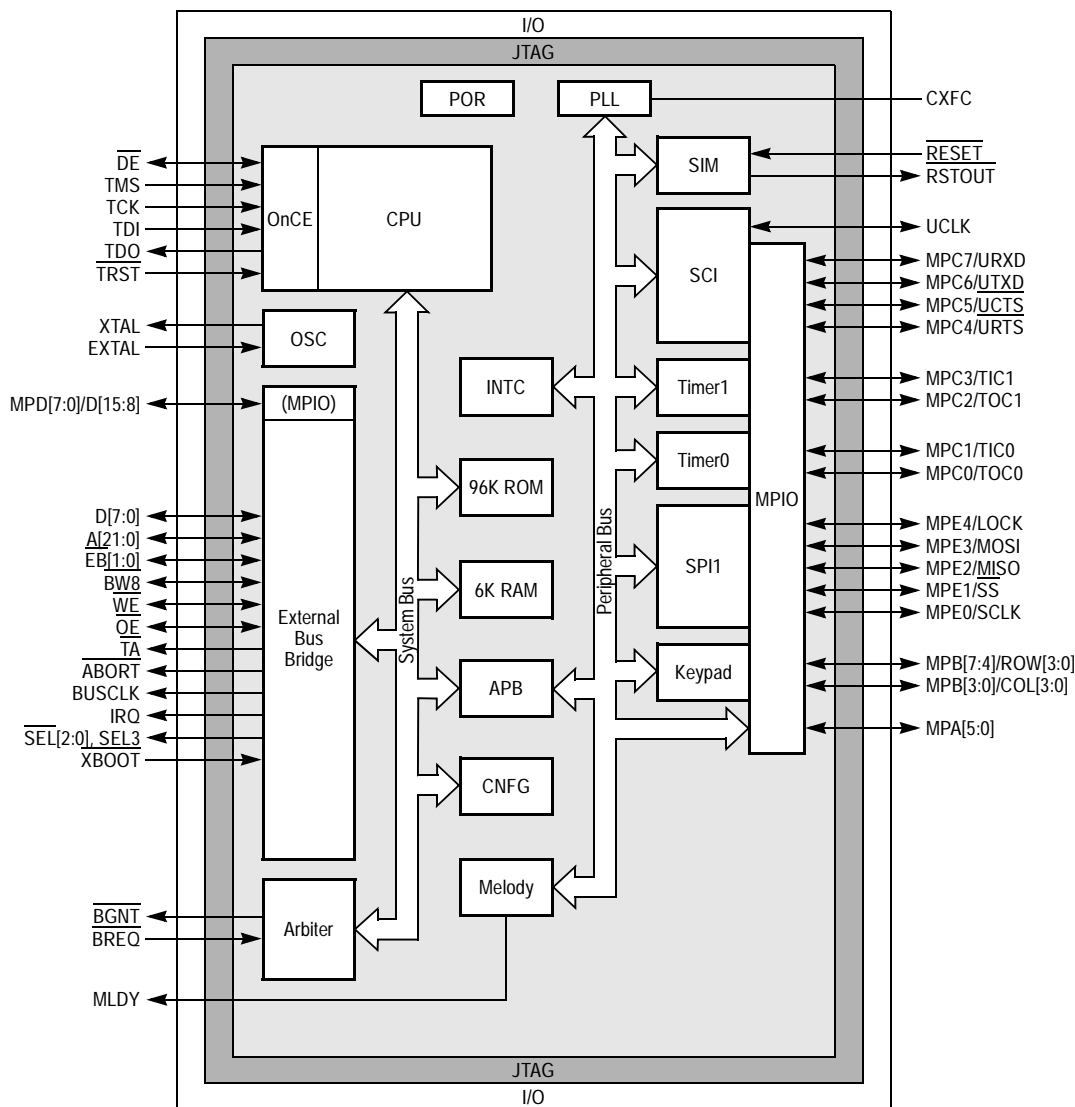 I/O
JTAG
POR
PLL
CXFC
DE
TMS
TCK
TDI
TDO
TRST
OnCE
CPU
SIM
RESET
RSTOUT
SCI
UCLK
MPC7/URXD
MPC6/UTXD
MPC5/UCTS
MPC4/URTS
XTAL
EXTAL
OSC
INTC
Timer1
MPC3/TIC1
MPC2/TOC1
MPD[7:0]/D[15:8]
(MPIO)
Timer0
MPC1/TIC0
MPC0/TOC0
96K ROM
MPIO
D[7:0]
A[21:0]
EB[1:0]
BW8
WE
OE
TA
ABORT
BUSCLK
IRQ
SEL[2:0], SEL3
XBOOT
External
Bus
Bridge
System Bus
6K RAM
Peripheral Bus
SPI1
MPE4/LOCK
MPE3/MOSI
MPE2/MISO
MPE1/SS
MPE0/SCLK
APB
Keypad
MPB[7:4]/ROW[3:0]
MPB[3:0]/COL[3:0]
MPA[5:0]
CNFG
Melody
BGNT
BREQ
Arbiter
MLDY
JTAG
I/O